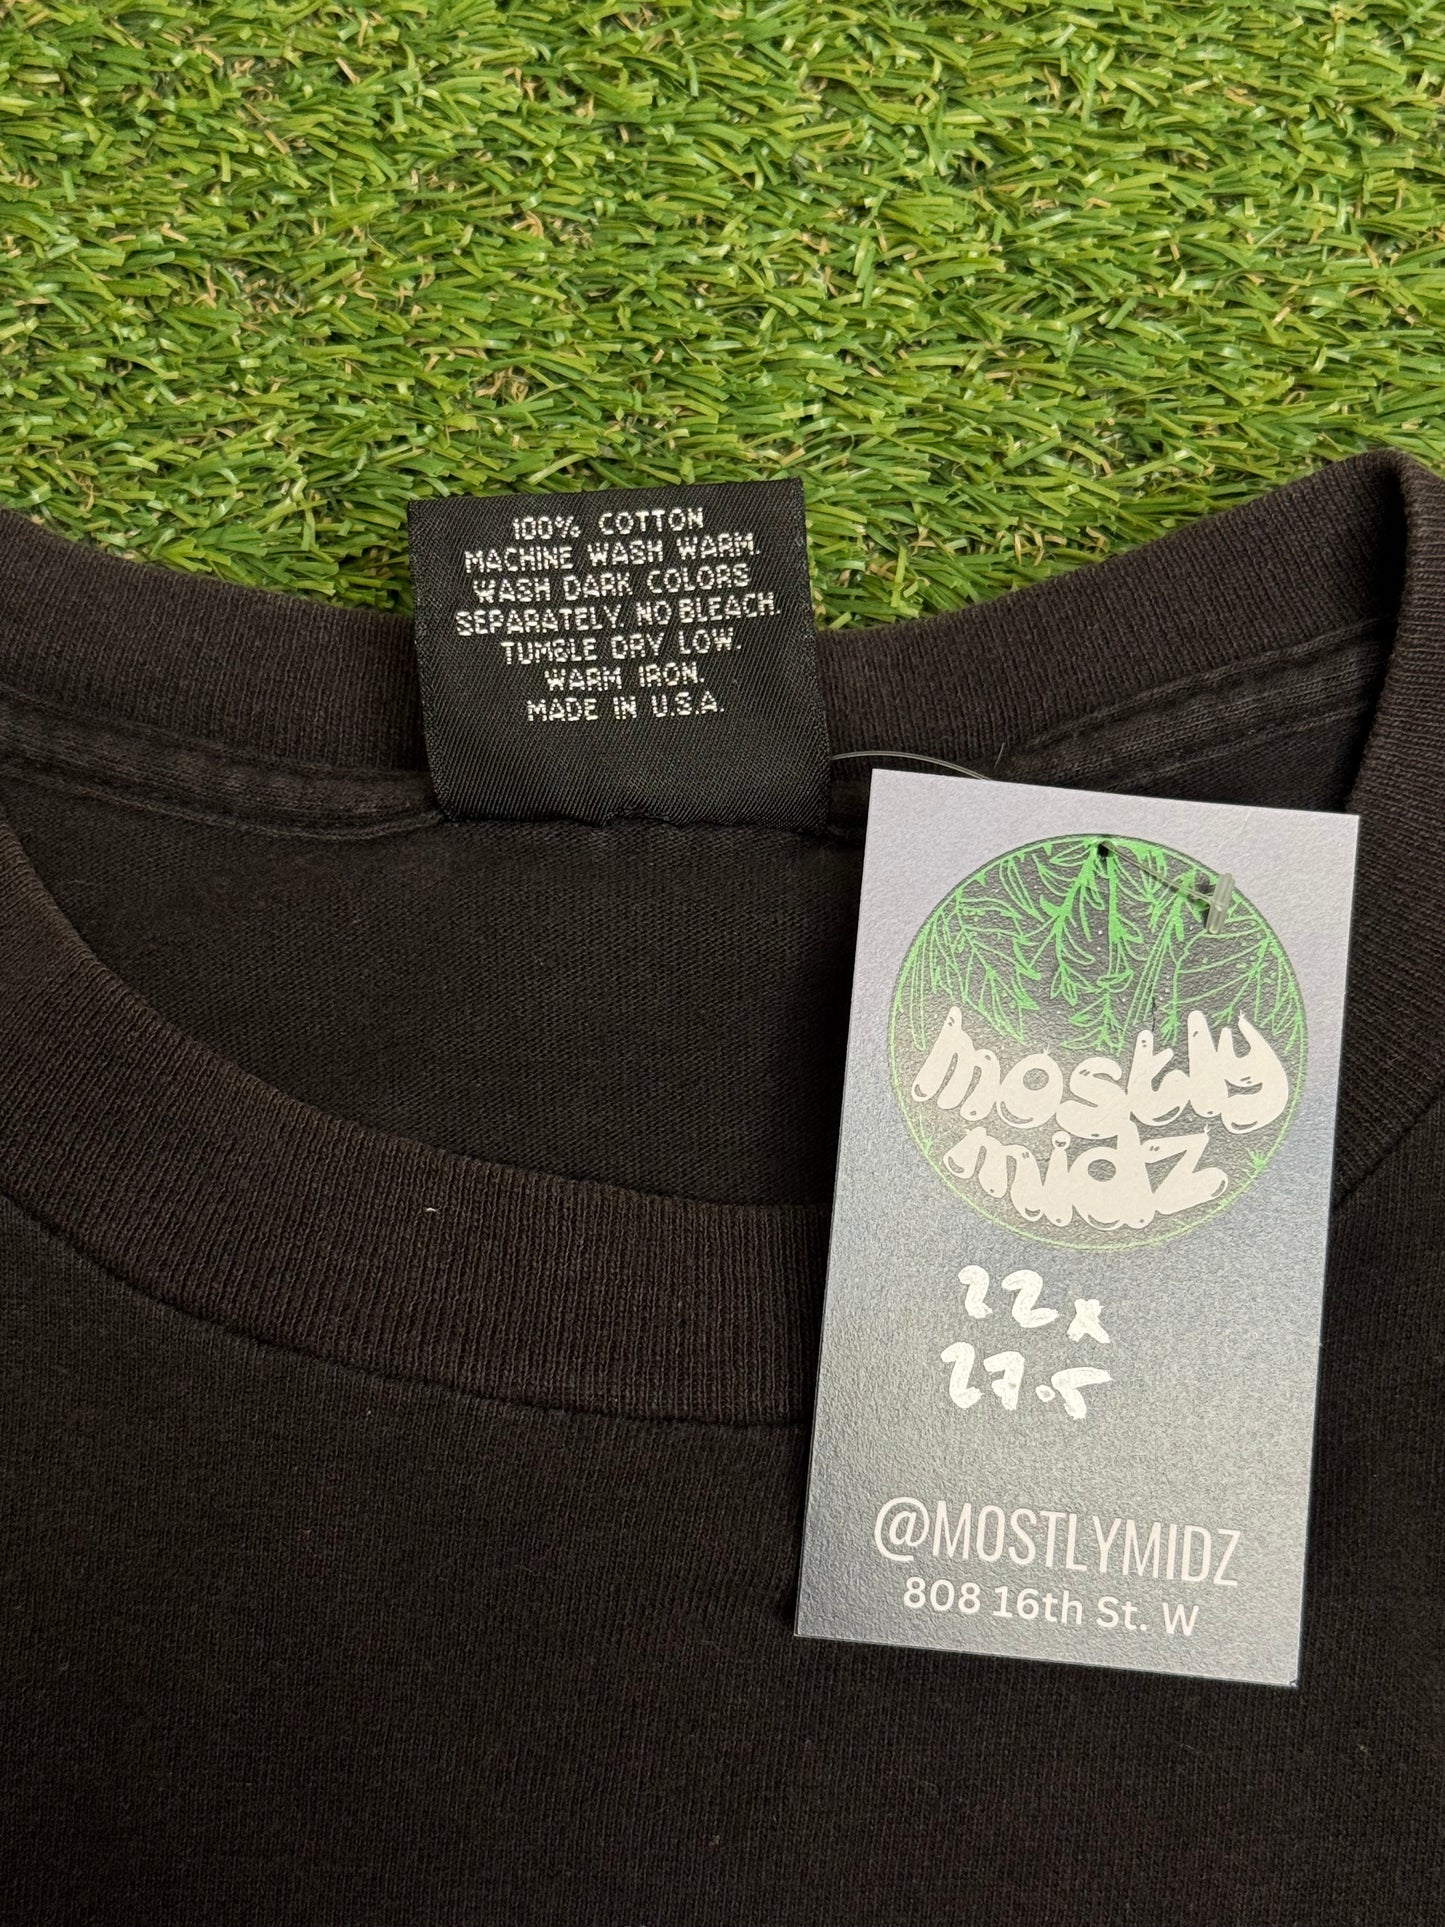 100% COTTON
MACHINE WASH WARM.
WASH DARK COLORS
SEPARATELY. NO BLEACH.
TUMBLE DRY LOW.
WARM IRON.
MADE IN U.S.A.
mostly
midz
22x
27.5
@MOSTLYMIDZ
808 16th St. W